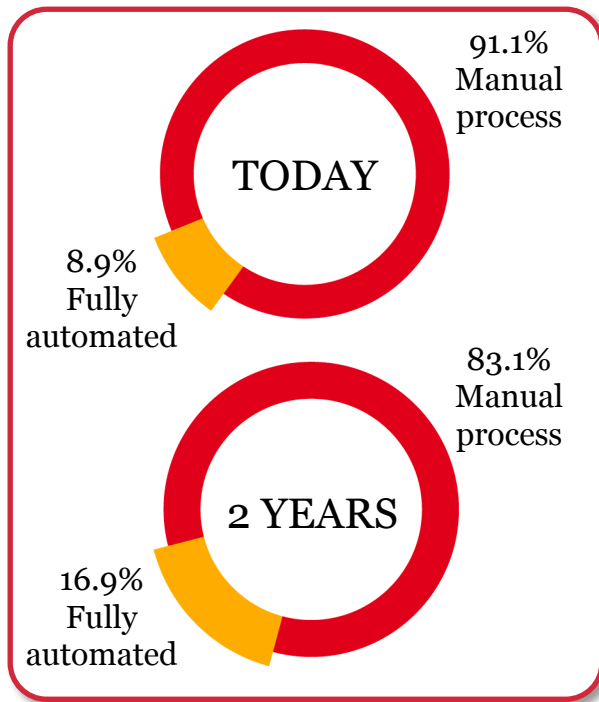 91.1%
Manual
process
TODAY
8.9%
Fully
automated
83.1%
Manual
process
2 YEARS
16.9%
Fully
automated